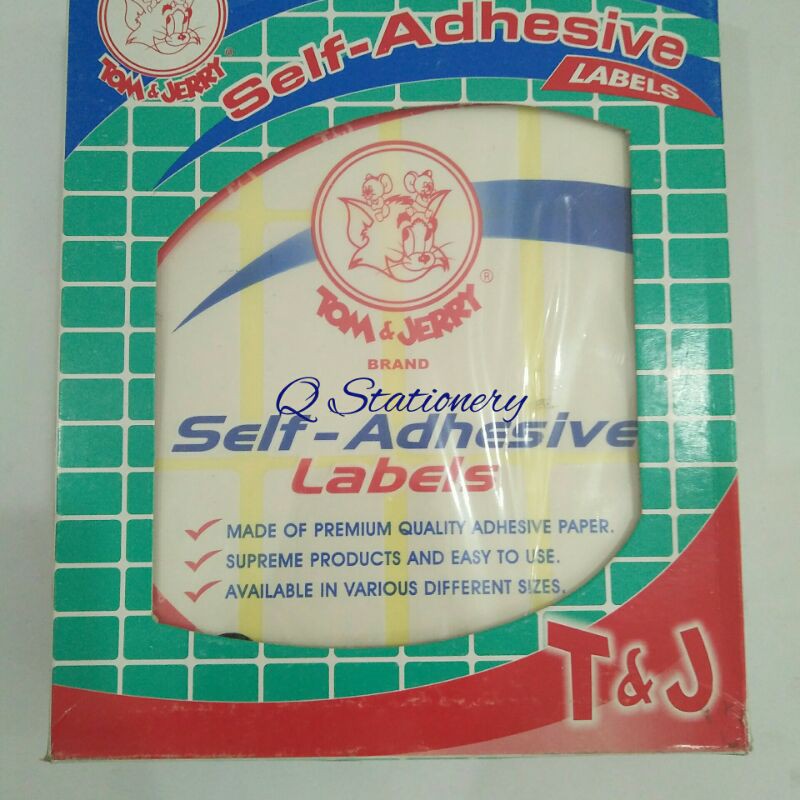 TOM & JERRY
®
Self-Adhesive
LABELS
TOM & JERRY
®
BRAND
Q Stationery
Self-Adhesive
Labels
MADE OF PREMIUM QUALITY ADHESIVE PAPER.
SUPREME PRODUCTS AND EASY TO USE.
AVAILABLE IN VARIOUS DIFFERENT SIZES.
T&J